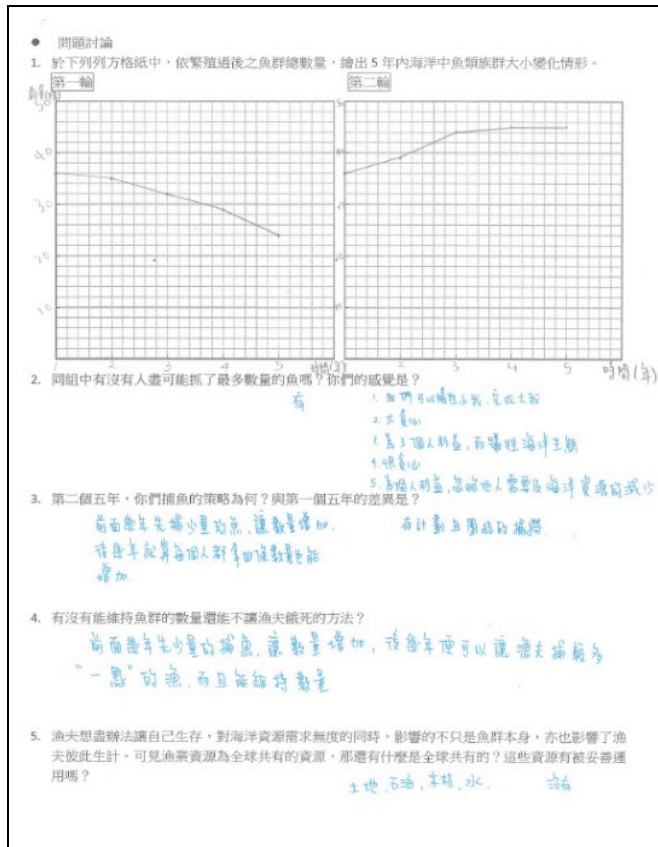 ● 問題討論
1. 於下列列方格紙中，依繁殖過後之魚群總數量，繪出 5 年內海洋中魚類族群大小變化情形。
第一輪 第二輪
50 50
40
30
20
10
2 3 4 5 時間(年) 2 3 4 5 時間(年)
2. 同組中有沒有人盡可能抓了最多數量的魚嗎？你們的感覺是？
有
1. 我們可以犧牲小我，完成大我
2. 太貪心
3. 為了個人利益，而犧牲海洋生態
4. 很貪心
5. 為個人利益，忽略他人需要及海洋資源的減少
3. 第二個五年，你們捕魚的策略為何？與第一個五年的差異是？
前面幾年先捕少量的魚，讓數量增加． 有計劃且團結的捕撈．
後幾年就算每個人都拿四條數量也能
增加．
4. 有沒有能維持魚群的數量還能不讓漁夫餓死的方法？
前面幾年先少量的捕魚，讓數量增加，後幾年便可以讓漁夫捕較多
“一點”的漁，而且能維持數量
5. 漁夫想盡辦法讓自己生存，對海洋資源需求無度的同時，影響的不只是魚群本身，亦也影響了漁
夫彼此生計。可見漁業資源為全球共有的資源，那還有什麼是全球共有的？這些資源有被妥善運
用嗎？
土地、石油、木材、水． 沒有